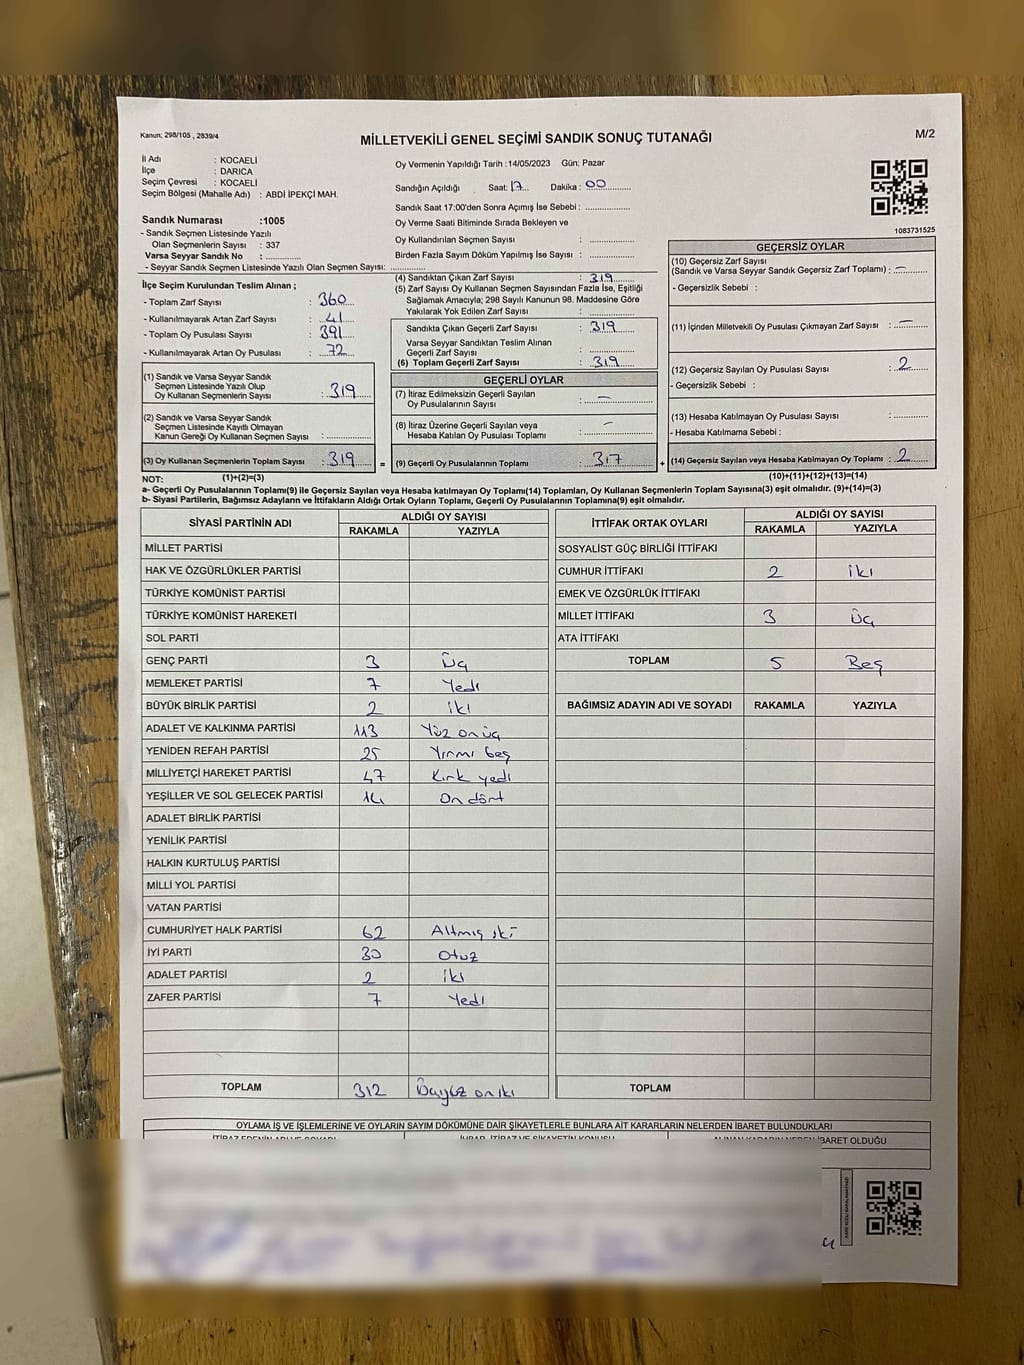 Kanun; 298/105 , 2839/4
MİLLETVEKİLİ GENEL SEÇİMİ SANDIK SONUÇ TUTANAĞI
M/2
İl Adı : KOCAELİ
İlçe : DARICA
Seçim Çevresi : KOCAELİ
Seçim Bölgesi (Mahalle Adı) : ABDİ İPEKÇİ MAH.
Sandık Numarası :1005
- Sandık Seçmen Listesinde Yazılı
Olan Seçmenlerin Sayısı : 337
Varsa Seyyar Sandık No : ............
- Seyyar Sandık Seçmen Listesinde Yazılı Olan Seçmen Sayısı: ............
Oy Vermenin Yapıldığı Tarih :14/05/2023 Gün: Pazar
Sandığın Açıldığı Saat: 17 Dakika : 00
Sandık Saat 17:00'den Sonra Açımış İse Sebebi : ............
Oy Verme Saati Bitiminde Sırada Bekleyen ve
Oy Kullandırılan Seçmen Sayısı : ............
Birden Fazla Sayım Döküm Yapılmış İse Sayısı : ............
1083731525
İlçe Seçim Kurulundan Teslim Alınan ;
- Toplam Zarf Sayısı : 360
- Kullanılmayarak Artan Zarf Sayısı : 41
- Toplam Oy Pusulası Sayısı : 391
- Kullanılmayarak Artan Oy Pusulası : 72
(1) Sandık ve Varsa Seyyar Sandık
Seçmen Listesinde Yazılı Olup
Oy Kullanan Seçmenlerin Sayısı : 319
(2) Sandık ve Varsa Seyyar Sandık
Seçmen Listesinde Kayıtlı Olmayan
Kanun Gereği Oy Kullanan Seçmen Sayısı : ............
(3) Oy Kullanan Seçmenlerin Toplam Sayısı : 319
(4) Sandıktan Çıkan Zarf Sayısı : 319
(5) Zarf Sayısı Oy Kullanan Seçmen Sayısından Fazla İse, Eşitliği
Sağlamak Amacıyla; 298 Sayılı Kanunun 98. Maddesine Göre
Yakılarak Yok Edilen Zarf Sayısı : ............
Sandıkta Çıkan Geçerli Zarf Sayısı : 319
Varsa Seyyar Sandıktan Teslim Alınan
Geçerli Zarf Sayısı : ............
(6) Toplam Geçerli Zarf Sayısı : 319
GEÇERLİ OYLAR
(7) İtiraz Edilmeksizin Geçerli Sayılan
Oy Pusulalarının Sayısı : —
(8) İtiraz Üzerine Geçerli Sayılan veya
Hesaba Katılan Oy Pusulası Toplamı : —
= (9) Geçerli Oy Pusulalarının Toplamı : 317
GEÇERSİZ OYLAR
(10) Geçersiz Zarf Sayısı
(Sandık ve Varsa Seyyar Sandık Geçersiz Zarf Toplamı) : —
- Geçersizlik Sebebi :
(11) İçinden Milletvekili Oy Pusulası Çıkmayan Zarf Sayısı : —
(12) Geçersiz Sayılan Oy Pusulası Sayısı : 2
- Geçersizlik Sebebi :
(13) Hesaba Katılmayan Oy Pusulası Sayısı : ............
- Hesaba Katılmama Sebebi :
+ (14) Geçersiz Sayılan veya Hesaba Katılmayan Oy Toplamı : 2
NOT: (1)+(2)=(3) (10)+(11)+(12)+(13)=(14)
a- Geçerli Oy Pusulalarının Toplamı(9) ile Geçersiz Sayılan veya Hesaba katılmayan Oy Toplamı(14) Toplamları, Oy Kullanan Seçmenlerin Toplam Sayısına(3) eşit olmalıdır. (9)+(14)=(3)
b- Siyasi Partilerin, Bağımsız Adayların ve İttifakların Aldığı Ortak Oyların Toplamı, Geçerli Oy Pusulalarının Toplamına(9) eşit olmalıdır.
SİYASİ PARTİNİN ADI ALDIĞI OY SAYISI
RAKAMLA YAZIYLA
MİLLET PARTİSİ
HAK VE ÖZGÜRLÜKLER PARTİSİ
TÜRKİYE KOMÜNİST PARTİSİ
TÜRKİYE KOMÜNİST HAREKETİ
SOL PARTİ
GENÇ PARTİ 3 Üç
MEMLEKET PARTİSİ 7 Yedi
BÜYÜK BİRLİK PARTİSİ 2 iki
ADALET VE KALKINMA PARTİSİ 113 Yüz onüç
YENİDEN REFAH PARTİSİ 25 Yirmi beş
MİLLİYETÇİ HAREKET PARTİSİ 47 Kırk yedi
YEŞİLLER VE SOL GELECEK PARTİSİ 14 On dört
ADALET BİRLİK PARTİSİ
YENİLİK PARTİSİ
HALKIN KURTULUŞ PARTİSİ
MİLLİ YOL PARTİSİ
VATAN PARTİSİ
CUMHURİYET HALK PARTİSİ 62 Altmış iki
İYİ PARTİ 30 Otuz
ADALET PARTİSİ 2 iki
ZAFER PARTİSİ 7 Yedi
TOPLAM 312 Üçyüz oniki
İTTİFAK ORTAK OYLARI ALDIĞI OY SAYISI
RAKAMLA YAZIYLA
SOSYALİST GÜÇ BİRLİĞİ İTTİFAKI
CUMHUR İTTİFAKI 2 iki
EMEK VE ÖZGÜRLÜK İTTİFAKI
MİLLET İTTİFAKI 3 Üç
ATA İTTİFAKI
TOPLAM 5 Beş
BAĞIMSIZ ADAYIN ADI VE SOYADI RAKAMLA YAZIYLA
TOPLAM
OYLAMA İŞ VE İŞLEMLERİNE VE OYLARIN SAYIM DÖKÜMÜNE DAİR ŞİKAYETLERLE BUNLARA AİT KARARLARIN NELERDEN İBARET BULUNDUKLARI
İBARET OLDUĞU